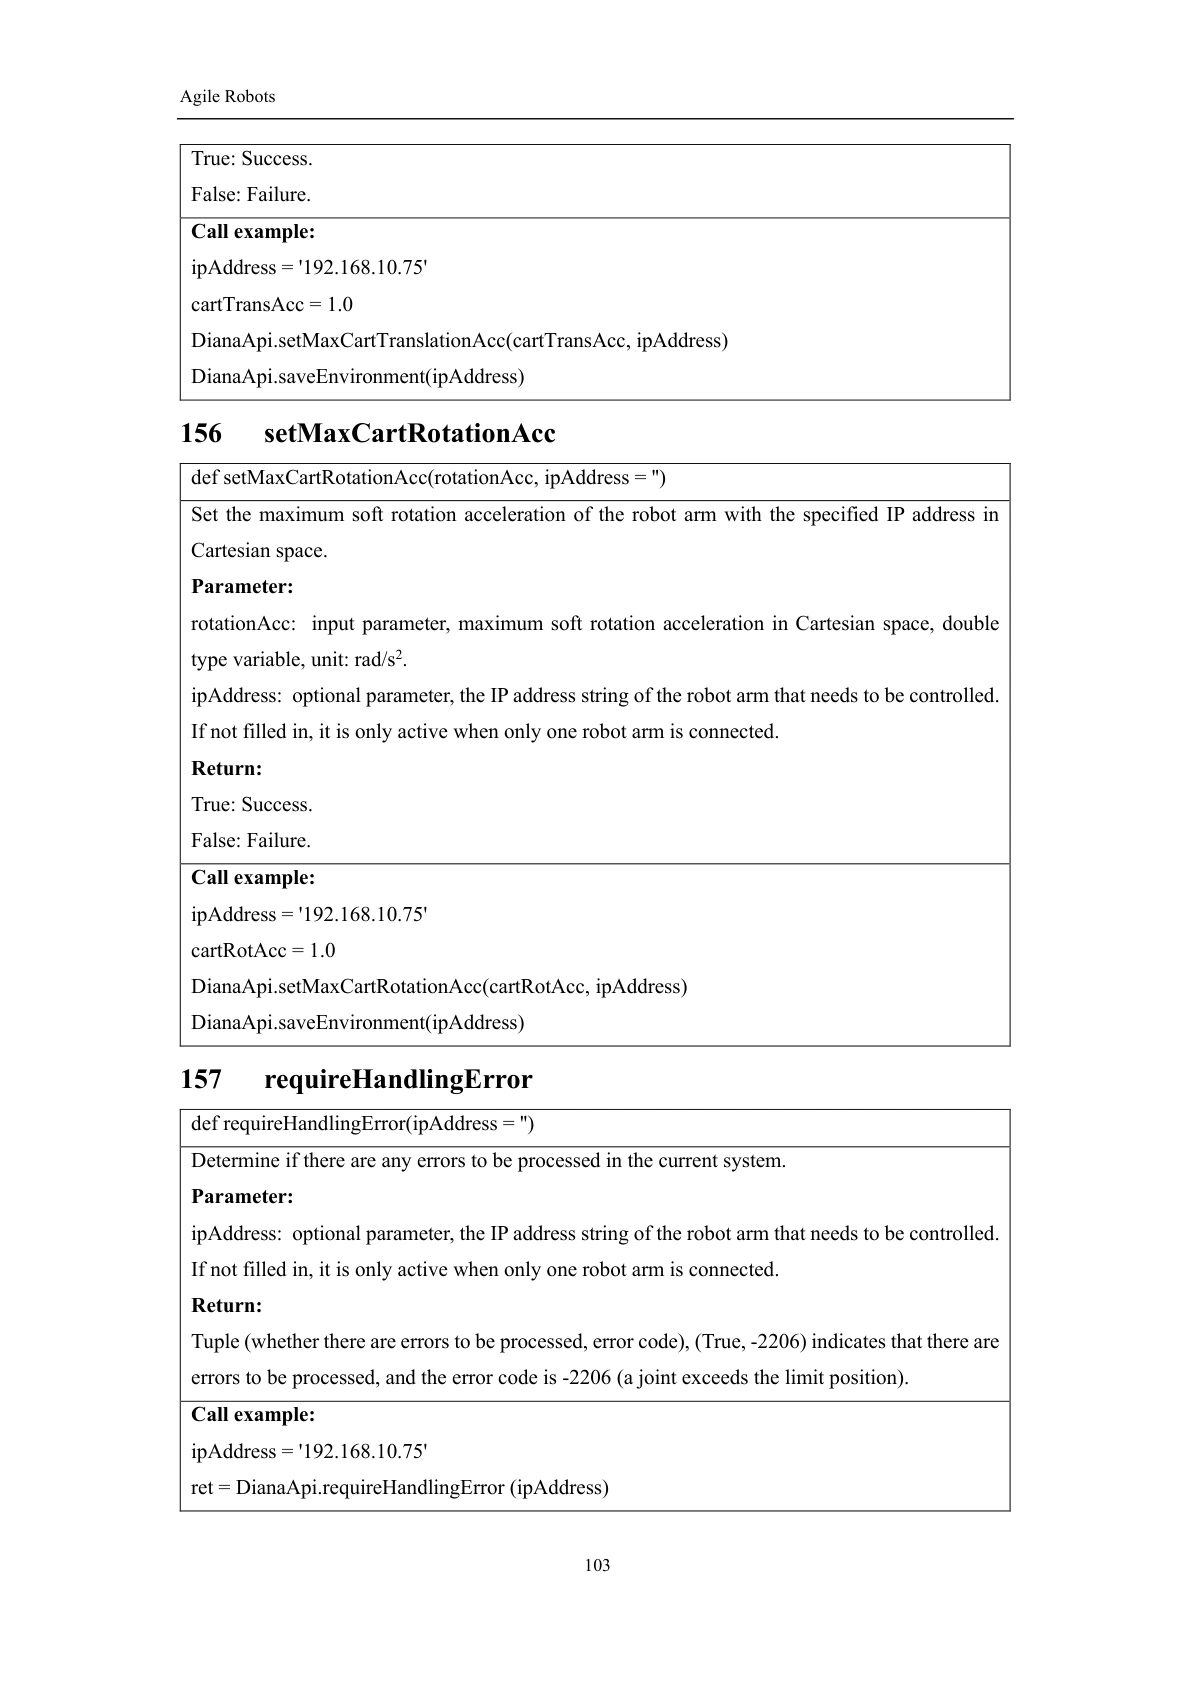 Agile Robots
True: Success.
False: Failure.
Call example:
ipAddress = '192.168.10.75'
cartTransAcc = 1.0
DianaApi.setMaxCartTranslationAcc(cartTransAcc, ipAddress)
DianaApi.saveEnvironment(ipAddress)
156 setMaxCartRotationAcc
def setMaxCartRotationAcc(rotationAcc, ipAddress = '')
Set the maximum soft rotation acceleration of the robot arm with the specified IP address in
Cartesian space.
Parameter:
rotationAcc: input parameter, maximum soft rotation acceleration in Cartesian space, double
type variable, unit: rad/s².
ipAddress: optional parameter, the IP address string of the robot arm that needs to be controlled.
If not filled in, it is only active when only one robot arm is connected.
Return:
True: Success.
False: Failure.
Call example:
ipAddress = '192.168.10.75'
cartRotAcc = 1.0
DianaApi.setMaxCartRotationAcc(cartRotAcc, ipAddress)
DianaApi.saveEnvironment(ipAddress)
157 requireHandlingError
def requireHandlingError(ipAddress = '')
Determine if there are any errors to be processed in the current system.
Parameter:
ipAddress: optional parameter, the IP address string of the robot arm that needs to be controlled.
If not filled in, it is only active when only one robot arm is connected.
Return:
Tuple (whether there are errors to be processed, error code), (True, -2206) indicates that there are
errors to be processed, and the error code is -2206 (a joint exceeds the limit position).
Call example:
ipAddress = '192.168.10.75'
ret = DianaApi.requireHandlingError (ipAddress)
103